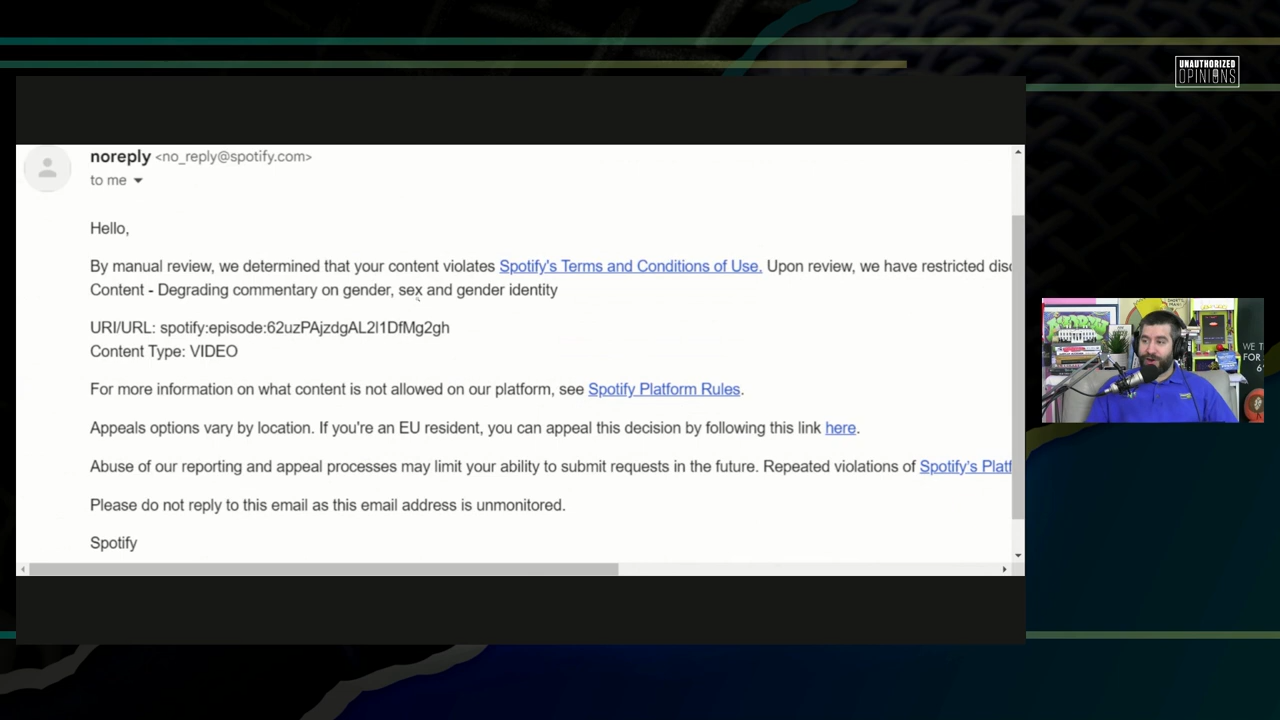 UNAUTHORIZED
OPINIONS
noreply <no_reply@spotify.com>
to me
Hello,
By manual review, we determined that your content violates Spotify's Terms and Conditions of Use. Upon review, we have restricted disc
Content - Degrading commentary on gender, sex and gender identity
URI/URL: spotify:episode:62uzPAjzdgAL2l1DfMg2gh
Content Type: VIDEO
For more information on what content is not allowed on our platform, see Spotify Platform Rules.
Appeals options vary by location. If you're an EU resident, you can appeal this decision by following this link here.
Abuse of our reporting and appeal processes may limit your ability to submit requests in the future. Repeated violations of Spotify's Platf
Please do not reply to this email as this email address is unmonitored.
Spotify
WE T
FOR